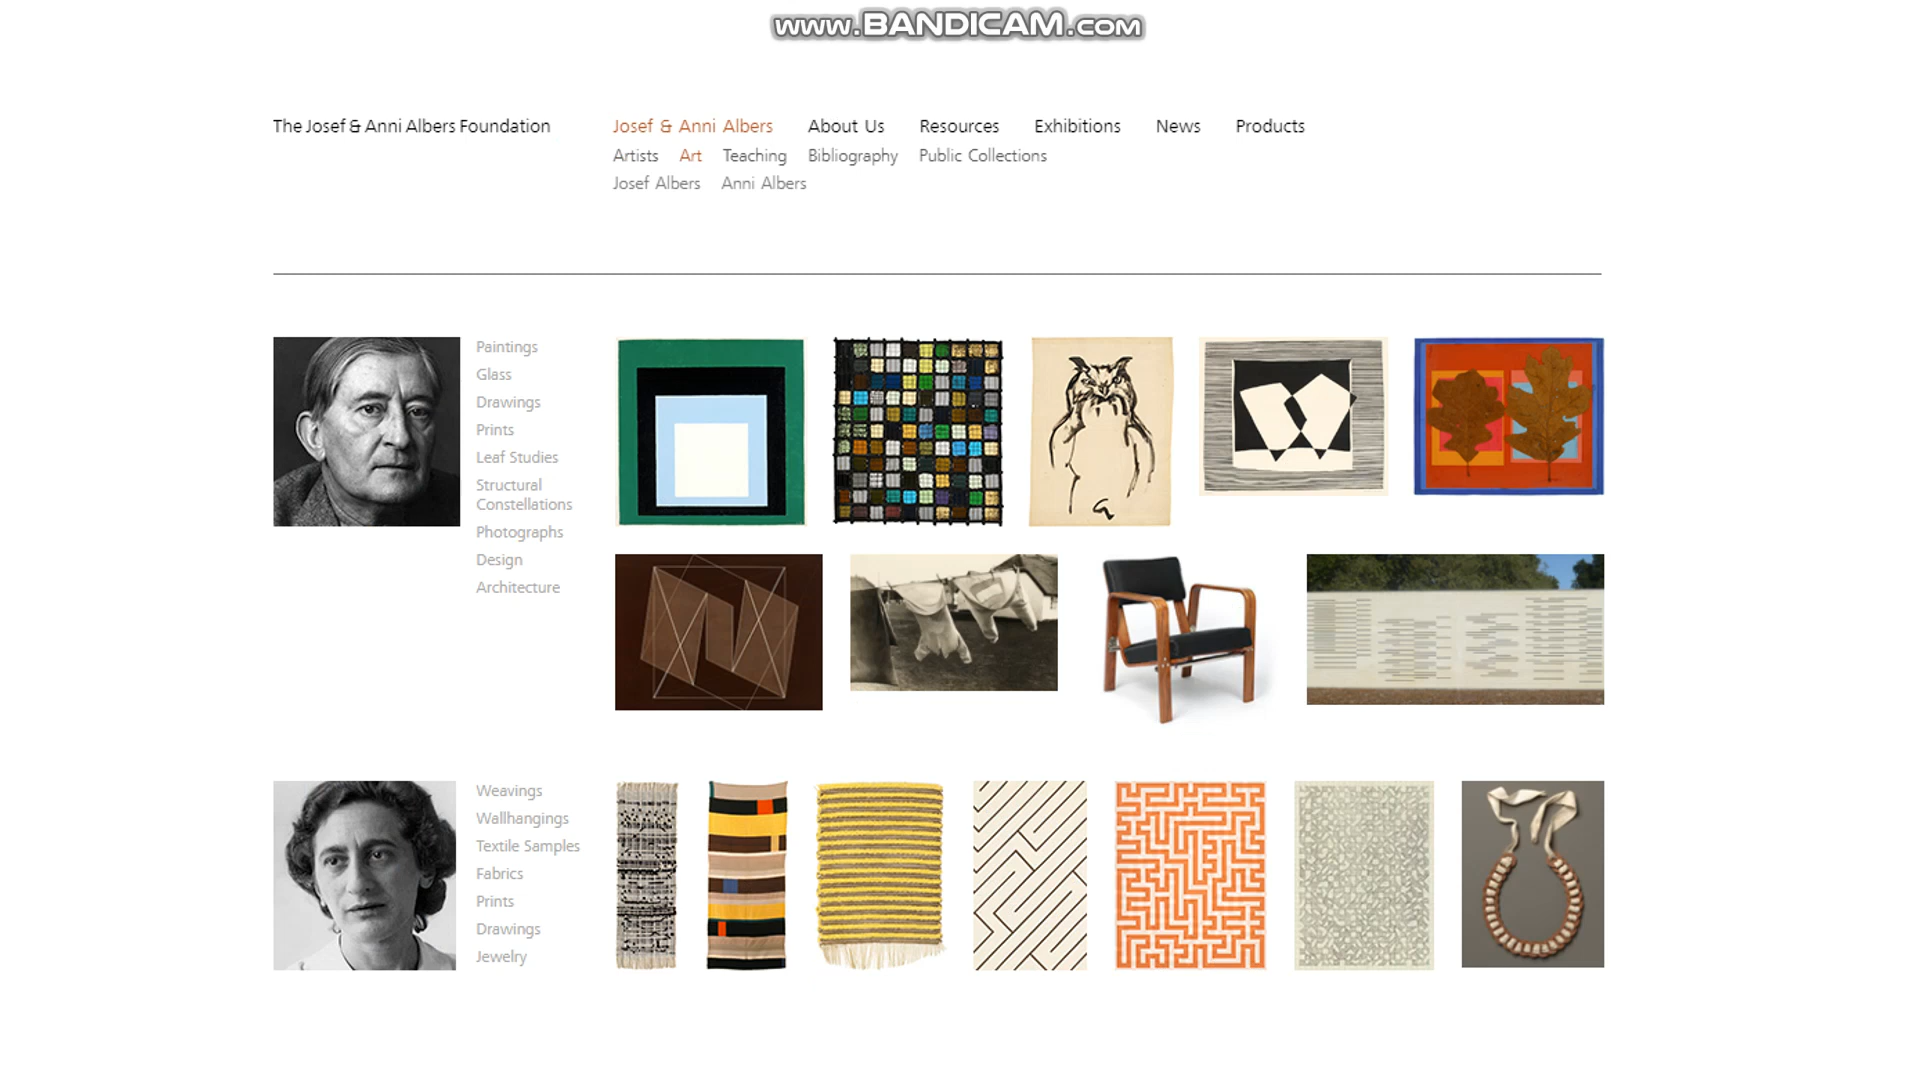 www.BANDICAM.com
The Josef & Anni Albers Foundation
Josef & Anni Albers About Us Resources Exhibitions News Products
Artists Art Teaching Bibliography Public Collections
Josef Albers Anni Albers
Paintings
Glass
Drawings
Prints
Leaf Studies
Structural
Constellations
Photographs
Design
Architecture
Weavings
Wallhangings
Textile Samples
Fabrics
Prints
Drawings
Jewelry